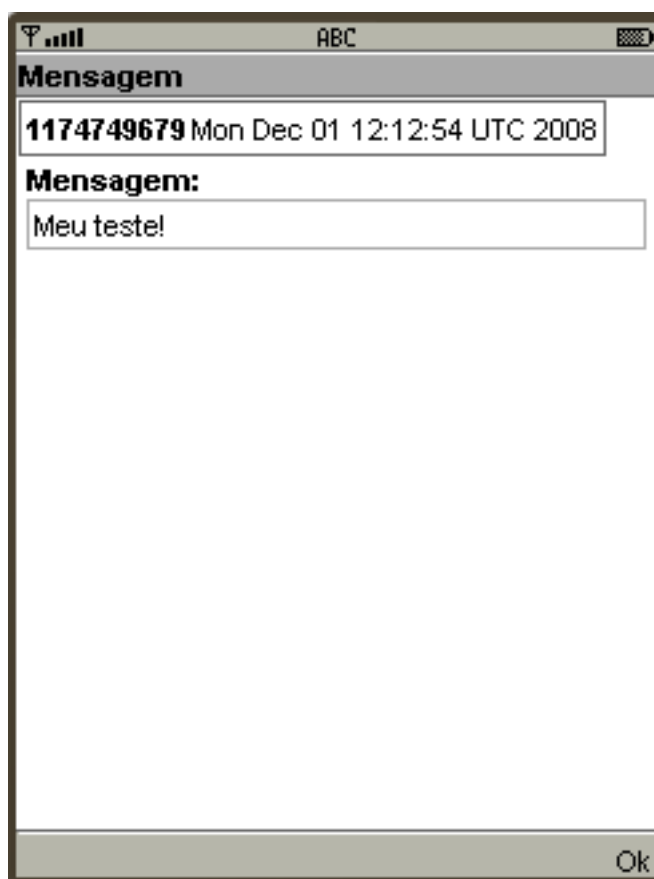 ABC
Mensagem
1174749679 Mon Dec 01 12:12:54 UTC 2008
Mensagem:
Meu teste!
Ok